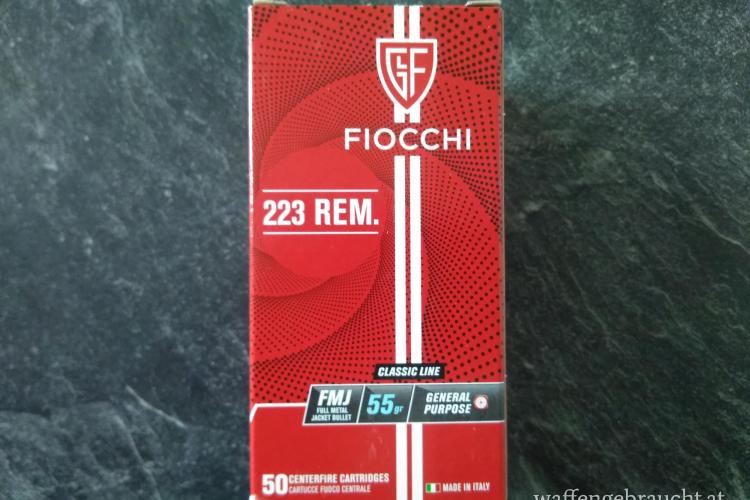 GFL
FIOCCHI
223 REM.
CLASSIC LINE
FMJ
FULL METAL
JACKET BULLET
55gr
GENERAL
PURPOSE
50 CENTERFIRE CARTRIDGES
CARTUCCE FUOCO CENTRALE
MADE IN ITALY
waffengebraucht.at